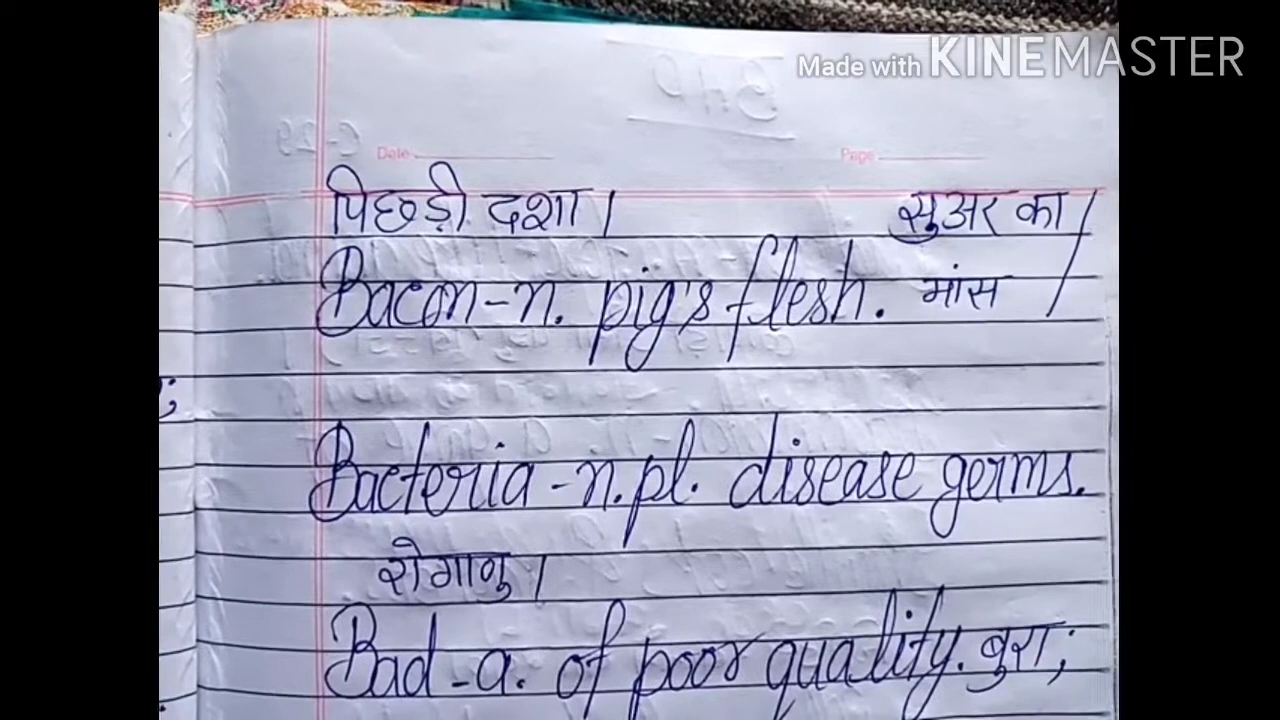 Made with KINEMASTER
Date
Page
पिछड़ी दशा। सुअर का
Bacon-n. pig's flesh. मांस /
Bacteria-n.pl. disease germs.
रोगानु।
Bad-a. of poor quality. बुरा;